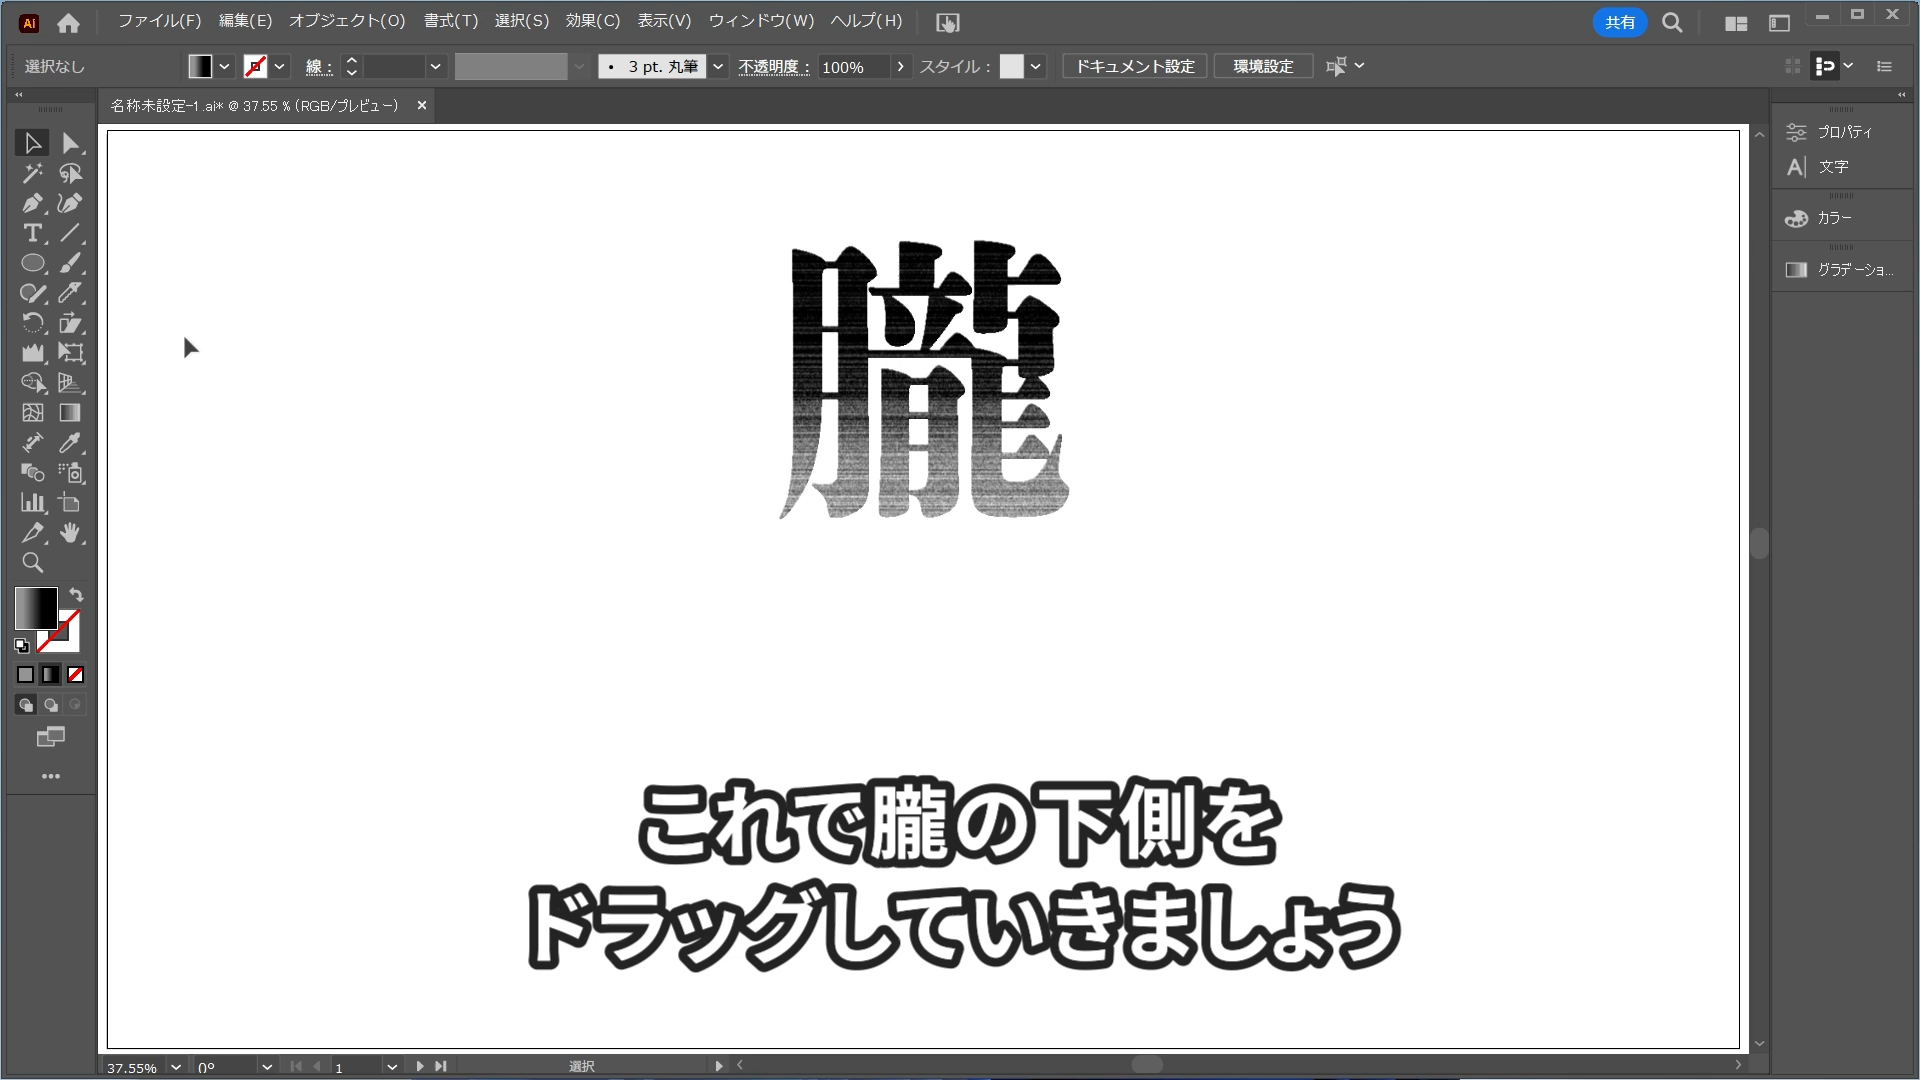 Ai ファイル(F) 編集(E) オブジェクト(O) 書式(T) 選択(S) 効果(C) 表示(V) ウィンドウ(W) ヘルプ(H) 共有
選択なし 線： • 3 pt. 丸筆 不透明度： 100% スタイル： ドキュメント設定 環境設定
名称未設定-1.ai* @ 37.55 % (RGB/プレビュー) ×
プロパティ
文字
カラー
グラデーショ...
朧
これで朧の下側を
ドラッグしていきましょう
37.55% 0° 1 選択